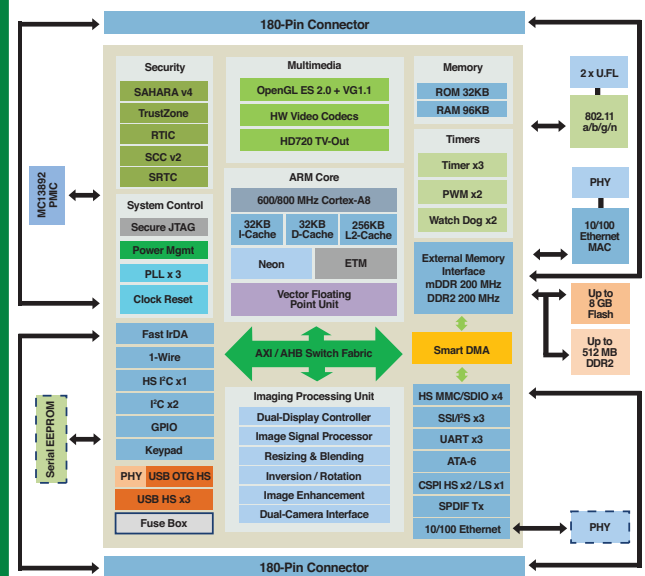 180-Pin Connector
Security
SAHARA v4
TrustZone
RTIC
SCC v2
SRTC
System Control
Secure JTAG
Power Mgmt
PLL x 3
Clock Reset
Fast IrDA
1-Wire
HS I²C x1
I²C x2
GPIO
Keypad
PHY
USB OTG HS
USB HS x3
Fuse Box
Multimedia
OpenGL ES 2.0 + VG1.1
HW Video Codecs
HD720 TV-Out
ARM Core
600/800 MHz Cortex-A8
32KB
I-Cache
32KB
D-Cache
256KB
L2-Cache
Neon
ETM
Vector Floating
Point Unit
AXI / AHB Switch Fabric
Imaging Processing Unit
Dual-Display Controller
Image Signal Processor
Resizing & Blending
Inversion / Rotation
Image Enhancement
Dual-Camera Interface
Memory
ROM 32KB
RAM 96KB
Timers
Timer x3
PWM x2
Watch Dog x2
External Memory
Interface
mDDR 200 MHz
DDR2 200 MHz
Smart DMA
HS MMC/SDIO x4
SSI/I²S x3
UART x3
ATA-6
CSPI HS x2 / LS x1
SPDIF Tx
10/100 Ethernet
MC13892
PMIC
Serial EEPROM
2 x U.FL
802.11
a/b/g/n
PHY
10/100
Ethernet
MAC
Up to
8 GB
Flash
Up to
512 MB
DDR2
PHY
180-Pin Connector